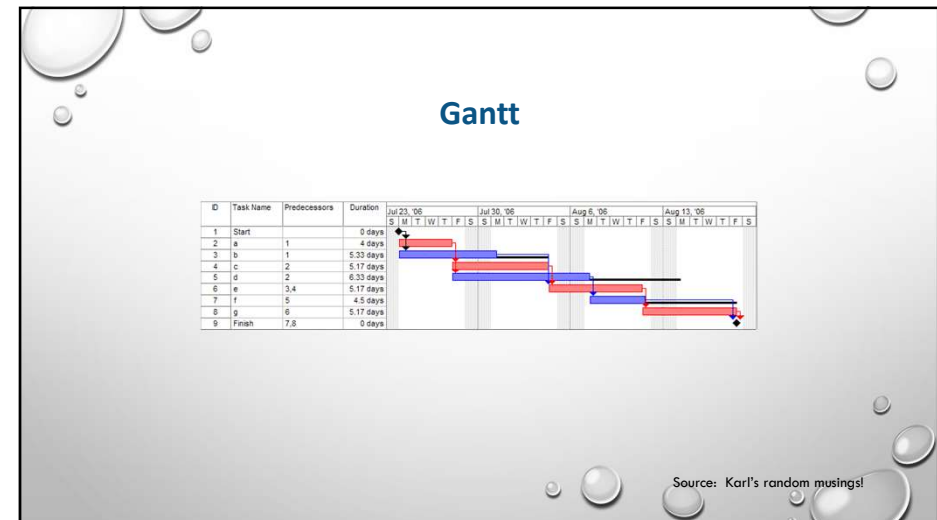 Gantt
ID Task Name Predecessors Duration Jul 23, '06 Jul 30, '06 Aug 6, '06 Aug 13, '06
S M T W T F S S M T W T F S S M T W T F S S M T W T F S
1 Start 0 days
2 a 1 4 days
3 b 1 5.33 days
4 c 2 5.17 days
5 d 2 6.33 days
6 e 3,4 5.17 days
7 f 5 4.5 days
8 g 6 5.17 days
9 Finish 7,8 0 days
Source: Karl's random musings!